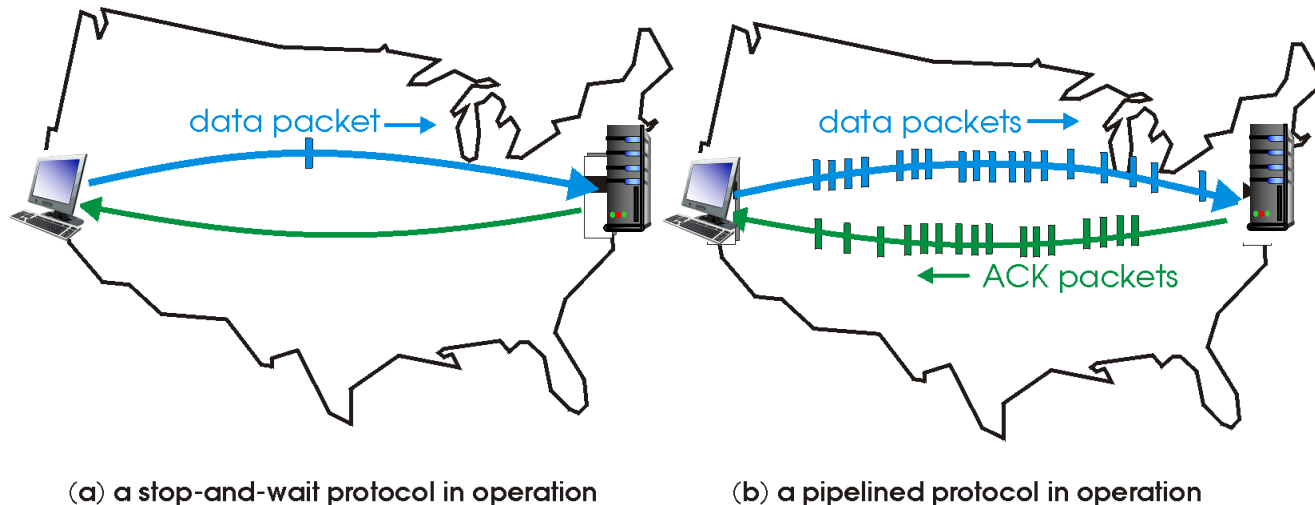 data packet
data packets
ACK packets
(a) a stop-and-wait protocol in operation
(b) a pipelined protocol in operation